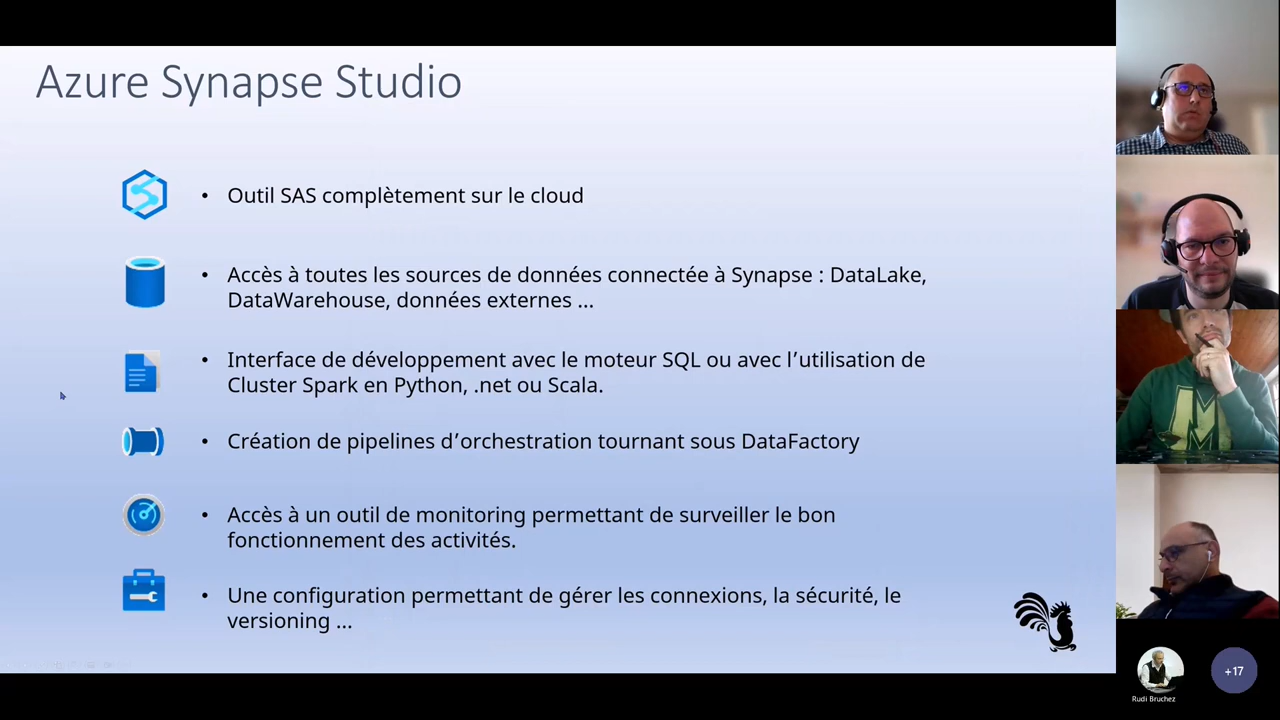 Azure Synapse Studio
• Outil SAS complètement sur le cloud
• Accès à toutes les sources de données connectée à Synapse : DataLake,
DataWarehouse, données externes ...
• Interface de développement avec le moteur SQL ou avec l’utilisation de
Cluster Spark en Python, .net ou Scala.
• Création de pipelines d’orchestration tournant sous DataFactory
• Accès à un outil de monitoring permettant de surveiller le bon
fonctionnement des activités.
• Une configuration permettant de gérer les connexions, la sécurité, le
versioning ...
Rudi Bruchez
+17